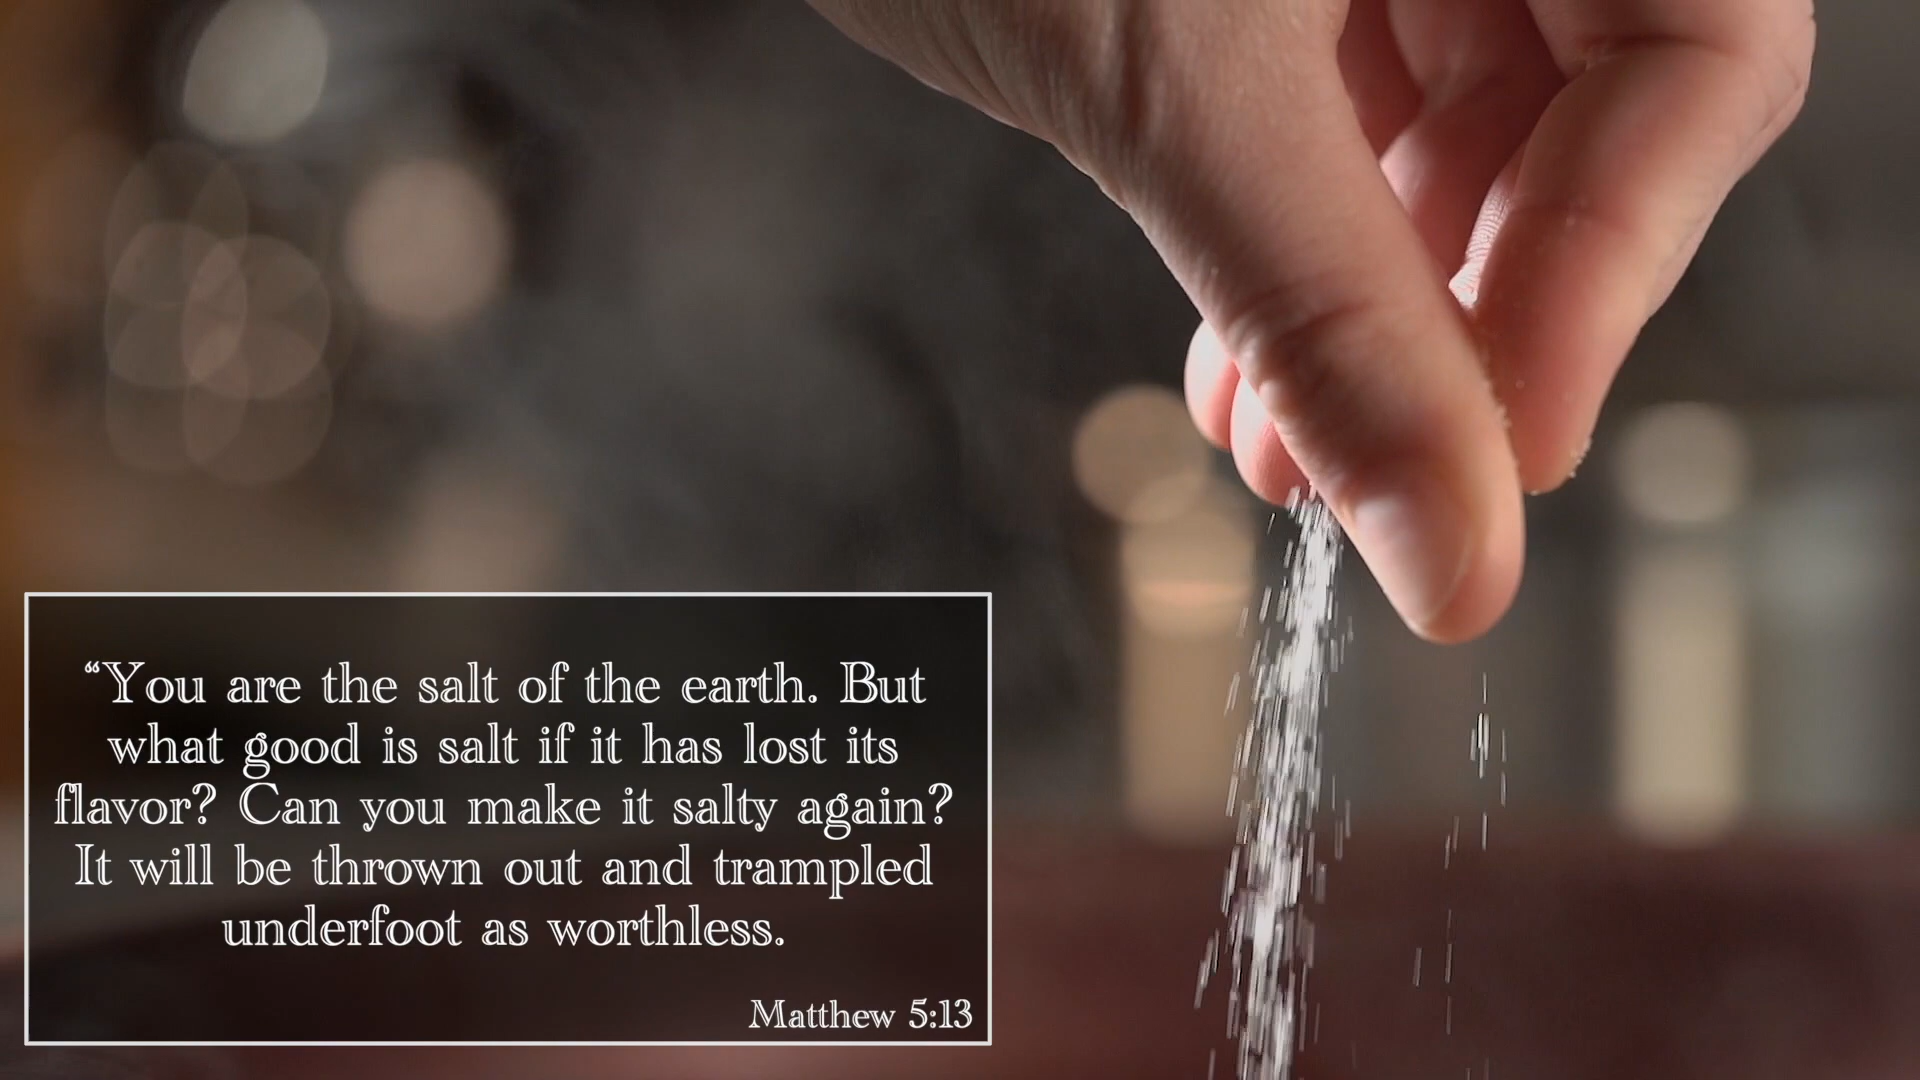 “You are the salt of the earth. But
what good is salt if it has lost its
flavor? Can you make it salty again?
It will be thrown out and trampled
underfoot as worthless.
Matthew 5:13